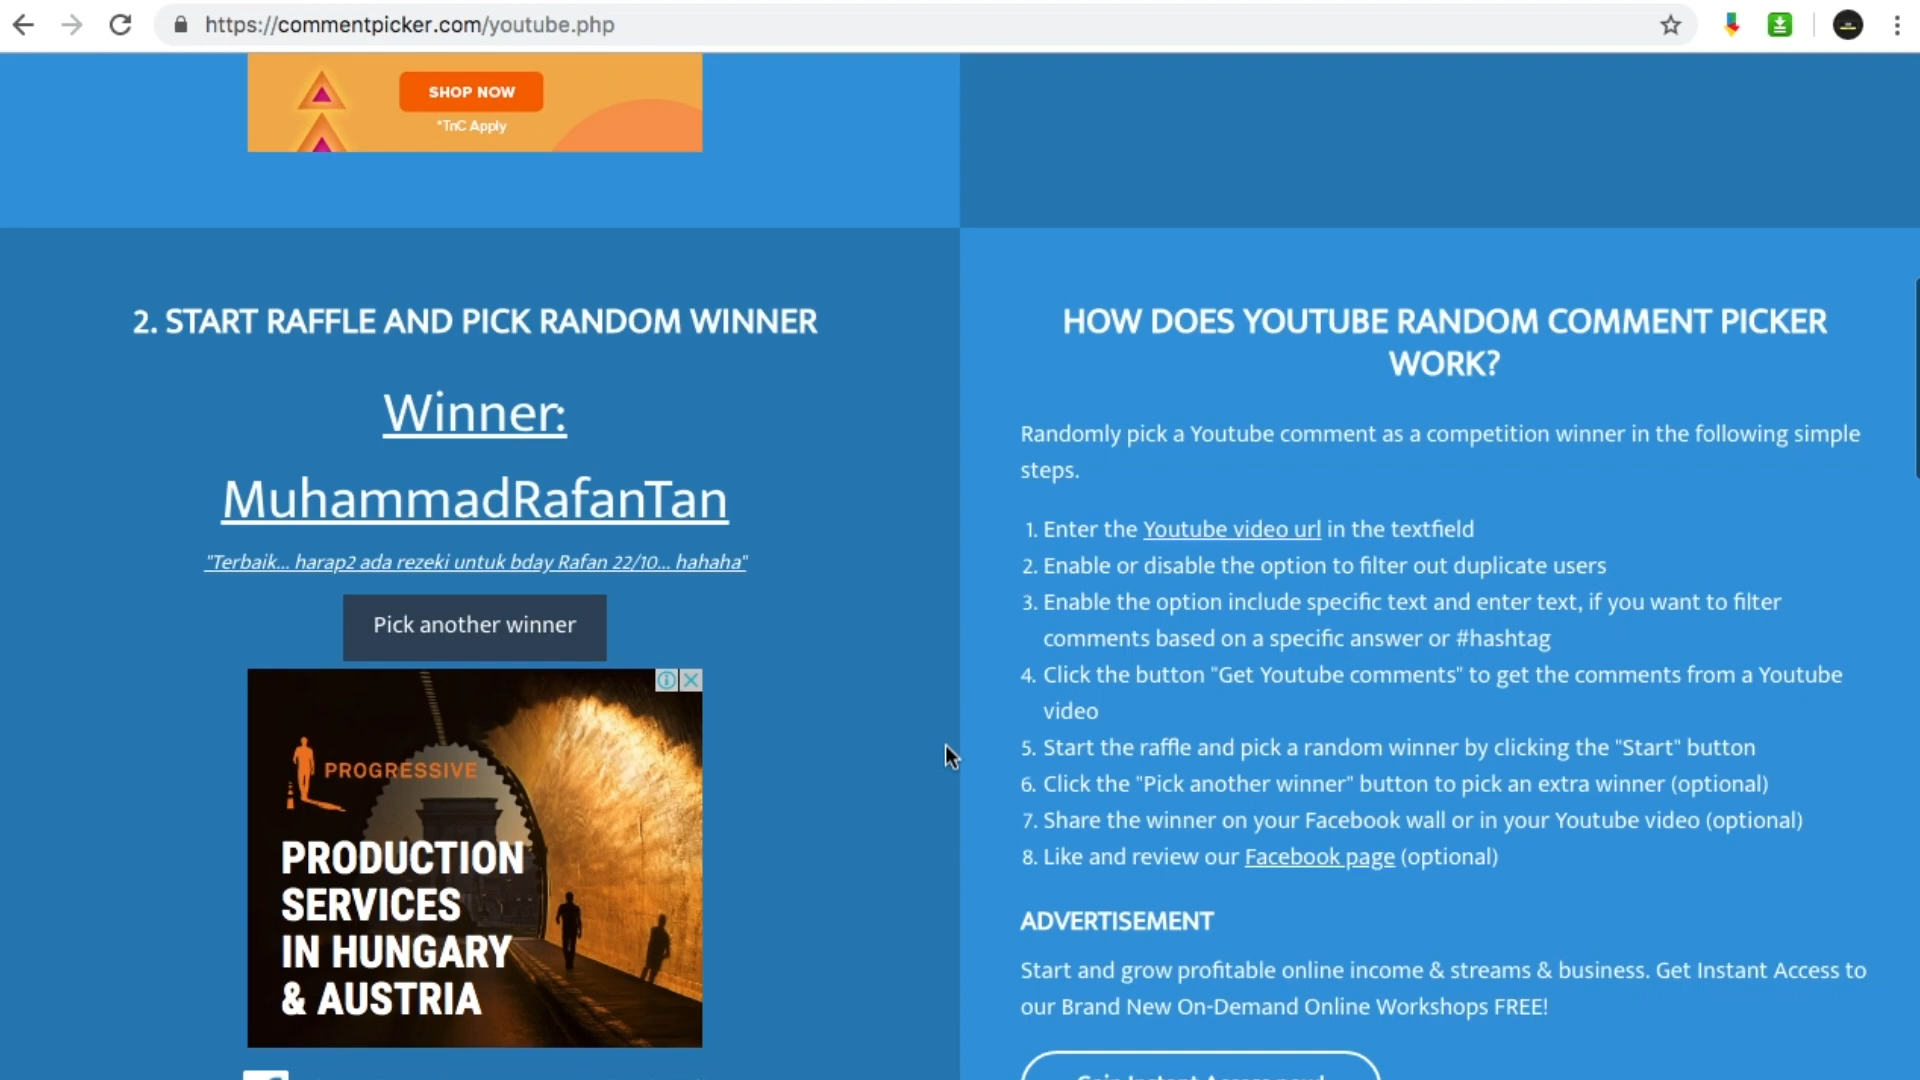 https://commentpicker.com/youtube.php
SHOP NOW
*TnC Apply
2. START RAFFLE AND PICK RANDOM WINNER
Winner:
MuhammadRafanTan
"Terbaik... harap2 ada rezeki untuk bday Rafan 22/10... hahaha"
Pick another winner
PROGRESSIVE
PRODUCTION
SERVICES
IN HUNGARY
& AUSTRIA
HOW DOES YOUTUBE RANDOM COMMENT PICKER
WORK?
Randomly pick a Youtube comment as a competition winner in the following simple
steps.
1. Enter the Youtube video url in the textfield
2. Enable or disable the option to filter out duplicate users
3. Enable the option include specific text and enter text, if you want to filter
comments based on a specific answer or #hashtag
4. Click the button "Get Youtube comments" to get the comments from a Youtube
video
5. Start the raffle and pick a random winner by clicking the "Start" button
6. Click the "Pick another winner" button to pick an extra winner (optional)
7. Share the winner on your Facebook wall or in your Youtube video (optional)
8. Like and review our Facebook page (optional)
ADVERTISEMENT
Start and grow profitable online income & streams & business. Get Instant Access to
our Brand New On-Demand Online Workshops FREE!